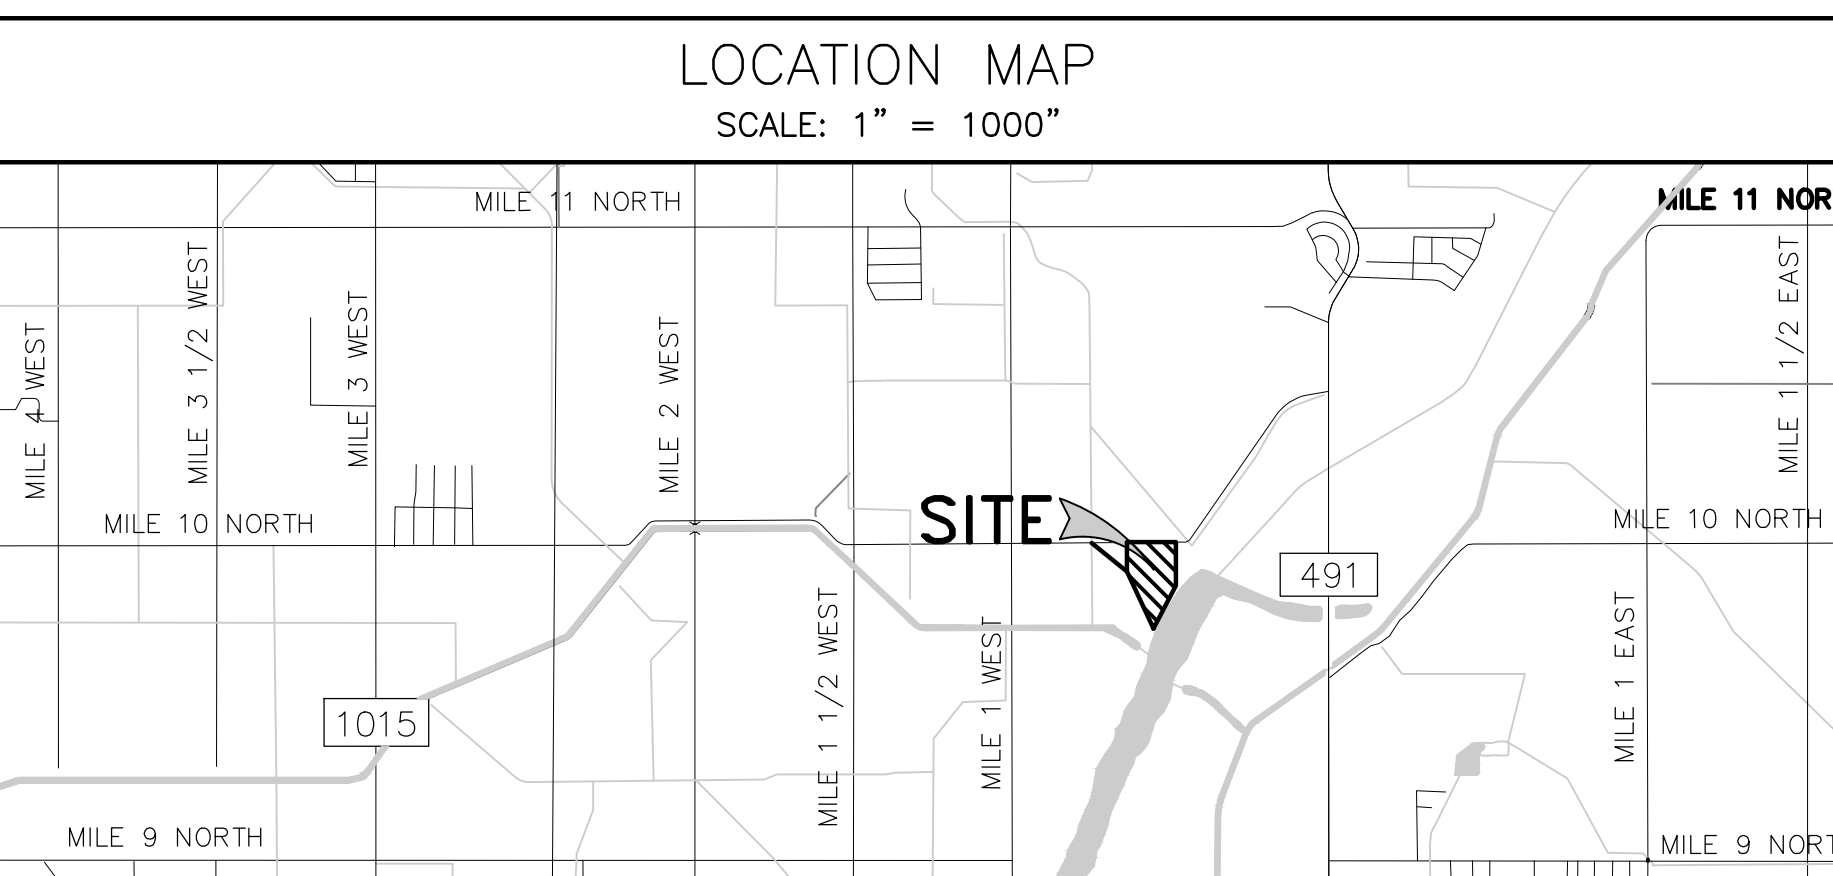 LOCATION MAP
SCALE: 1” = 1000”
MILE 11 NORTH
MILE 11 NOR
MILE 4 WEST
MILE 3 1/2 WEST
MILE 3 WEST
MILE 2 WEST
MILE 1 1/2 EAST
MILE 10 NORTH
SITE
MILE 10 NORTH
491
MILE 1 1/2 WEST
MILE 1 WEST
MILE 1 EAST
1015
MILE 9 NORTH
MILE 9 NORT